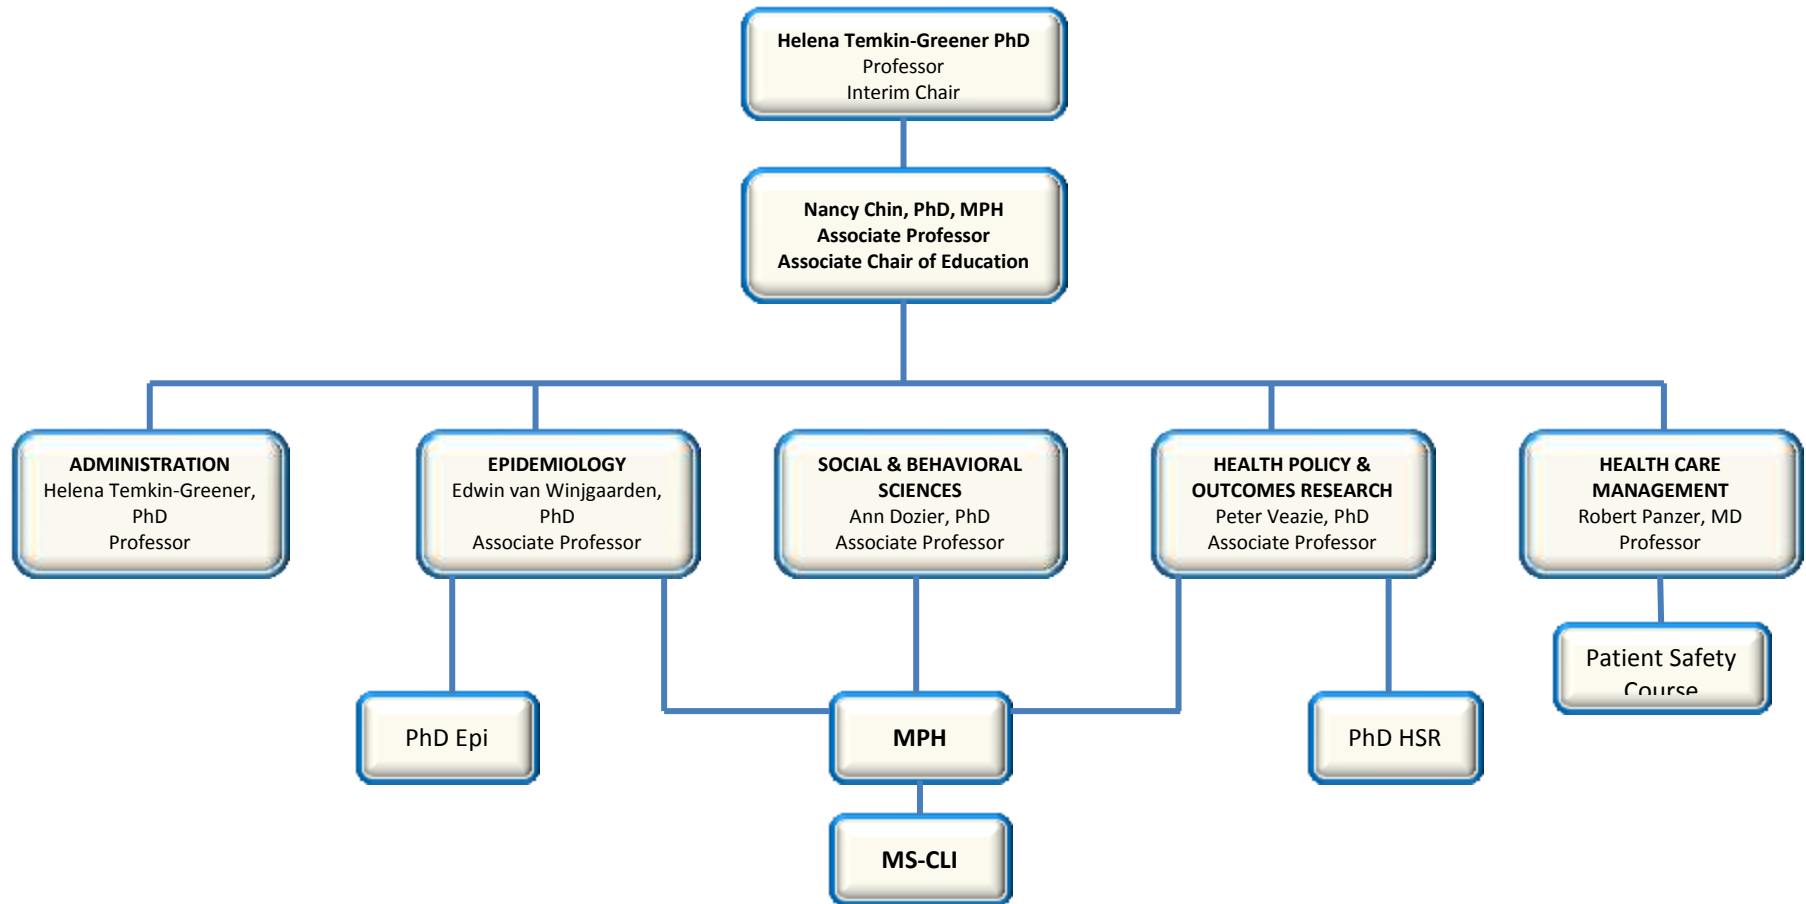 Helena Temkin-Greener PhD
Professor
Interim Chair
Nancy Chin, PhD, MPH
Associate Professor
Associate Chair of Education
ADMINISTRATION
Helena Temkin-Greener,
PhD
Professor
EPIDEMIOLOGY
Edwin van Winjgaarden,
PhD
Associate Professor
SOCIAL & BEHAVIORAL
SCIENCES
Ann Dozier, PhD
Associate Professor
HEALTH POLICY &
OUTCOMES RESEARCH
Peter Veazie, PhD
Associate Professor
HEALTH CARE
MANAGEMENT
Robert Panzer, MD
Professor
Patient Safety
Course
PhD Epi
MPH
PhD HSR
MS-CLI